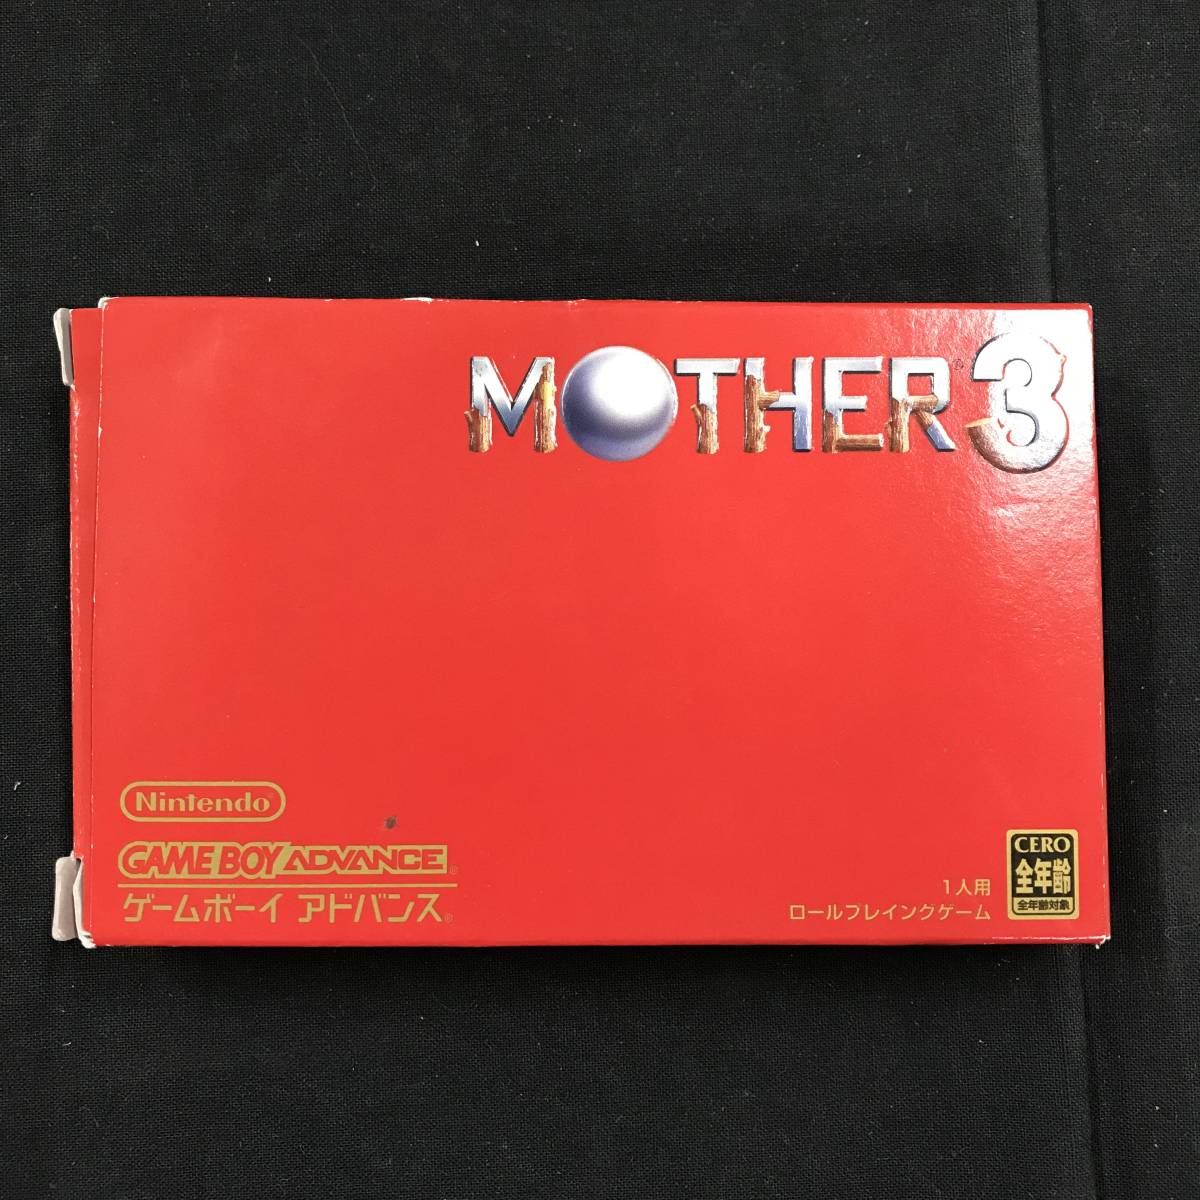 MOTHER® 3
Nintendo®
GAME BOY ADVANCE®
ゲームボーイ アドバンス®
1人用
ロールプレイングゲーム
CERO
全年齢
全年齢対象